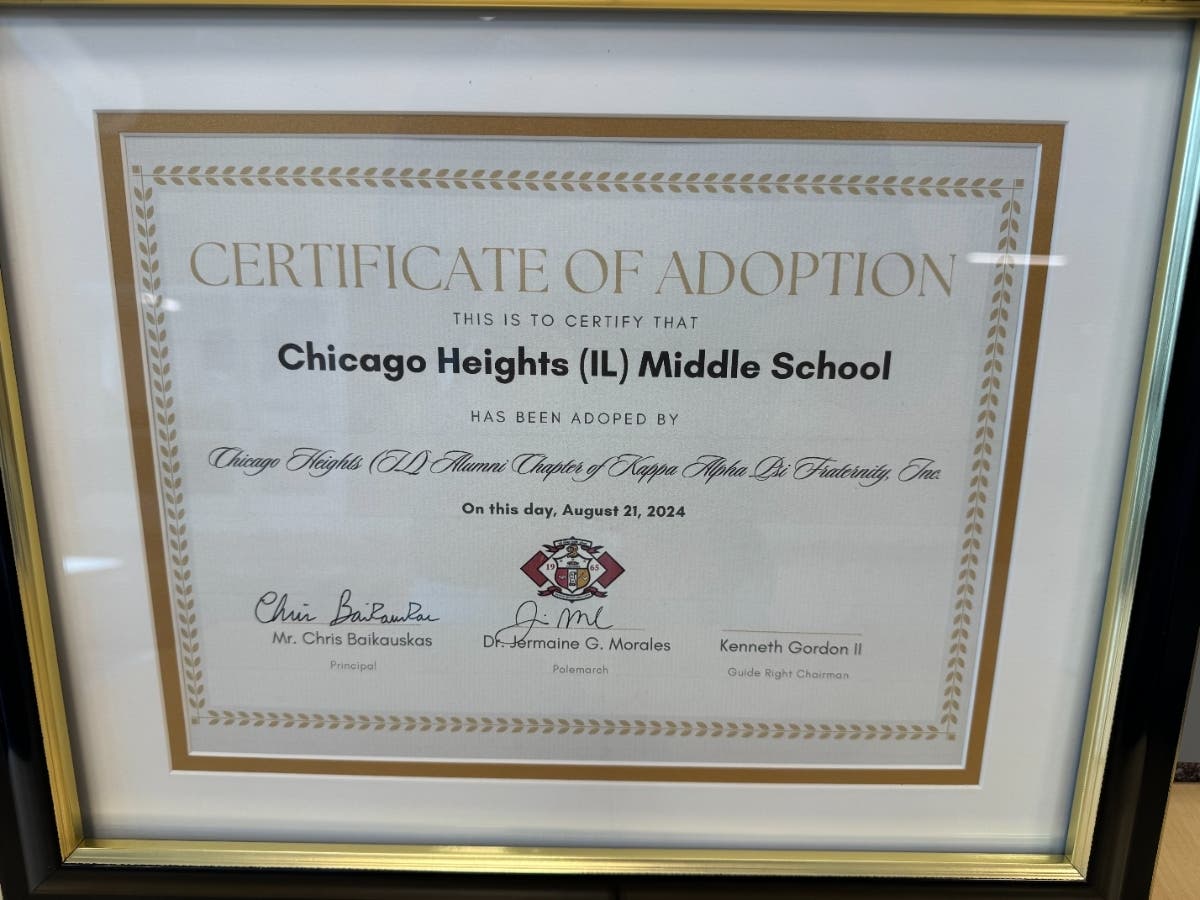 CERTIFICATE OF ADOPTION
THIS IS TO CERTIFY THAT
Chicago Heights (IL) Middle School
HAS BEEN ADOPED BY
Chicago Heights (IL) Alumni Chapter of Kappa Alpha Psi Fraternity, Inc.
On this day, August 21, 2024
19 65
Chris Baikauskas
Mr. Chris Baikauskas
Principal
Dr. Jermaine G. Morales
Polemarch
Kenneth Gordon II
Guide Right Chairman